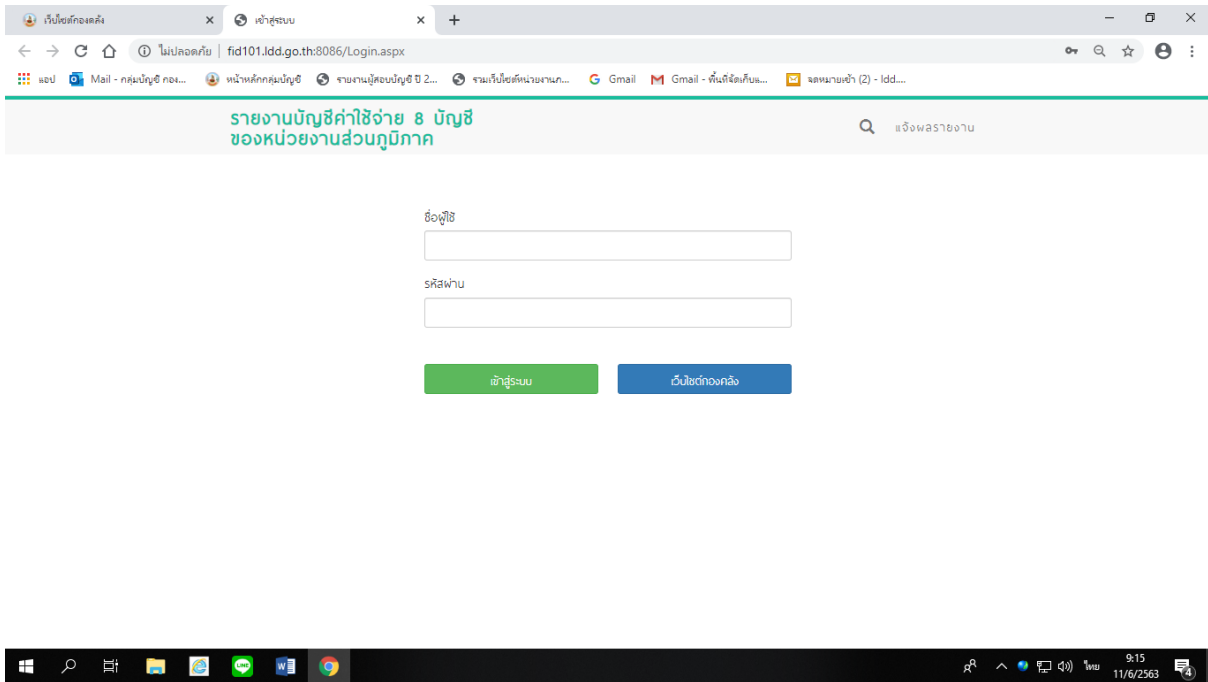 เว็บไซต์กองคลัง
เข้าสู่ระบบ
ไม่ปลอดภัย | fid101.ldd.go.th:8086/Login.aspx
แอป
Mail - กลุ่มบัญชี กอง...
หน้าหลักกลุ่มบัญชี
รายงานผู้สอบบัญชี ปี 2...
รวมเว็บไซต์หน่วยงานภ...
Gmail
Gmail - พื้นที่จัดเก็บแ...
จดหมายเข้า (2) - ldd....
รายงานบัญชีค่าใช้จ่าย 8 บัญชี
ของหน่วยงานส่วนภูมิภาค
แจ้งผลรายงาน
ชื่อผู้ใช้
รหัสผ่าน
เข้าสู่ระบบ
เว็บไซต์กองคลัง
LINE
ไทย
9:15
11/6/2563
4